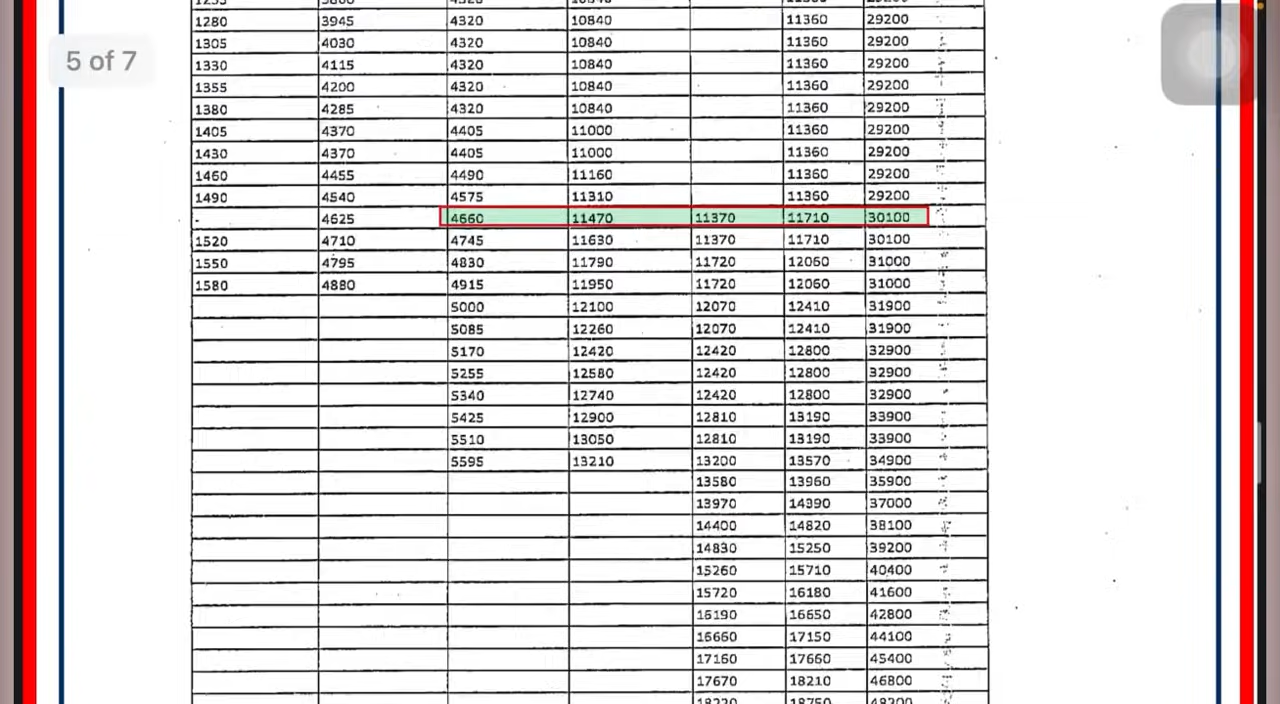 5 of 7
1280 3945 4320 10840 11360 29200
1305 4030 4320 10840 11360 29200
1330 4115 4320 10840 11360 29200
1355 4200 4320 10840 11360 29200
1380 4285 4320 10840 11360 29200
1405 4370 4405 11000 11360 29200
1430 4370 4405 11000 11360 29200
1460 4455 4490 11160 11360 29200
1490 4540 4575 11310 11360 29200
- 4625 4660 11470 11370 11710 30100
1520 4710 4745 11630 11370 11710 30100
1550 4795 4830 11790 11720 12060 31000
1580 4880 4915 11950 11720 12060 31000
5000 12100 12070 12410 31900
5085 12260 12070 12410 31900
5170 12420 12420 12800 32900
5255 12580 12420 12800 32900
5340 12740 12420 12800 32900
5425 12900 12810 13190 33900
5510 13050 12810 13190 33900
5595 13210 13200 13570 34900
13580 13960 35900
13970 14390 37000
14400 14820 38100
14830 15250 39200
15260 15710 40400
15720 16180 41600
16190 16650 42800
16660 17150 44100
17160 17660 45400
17670 18210 46800